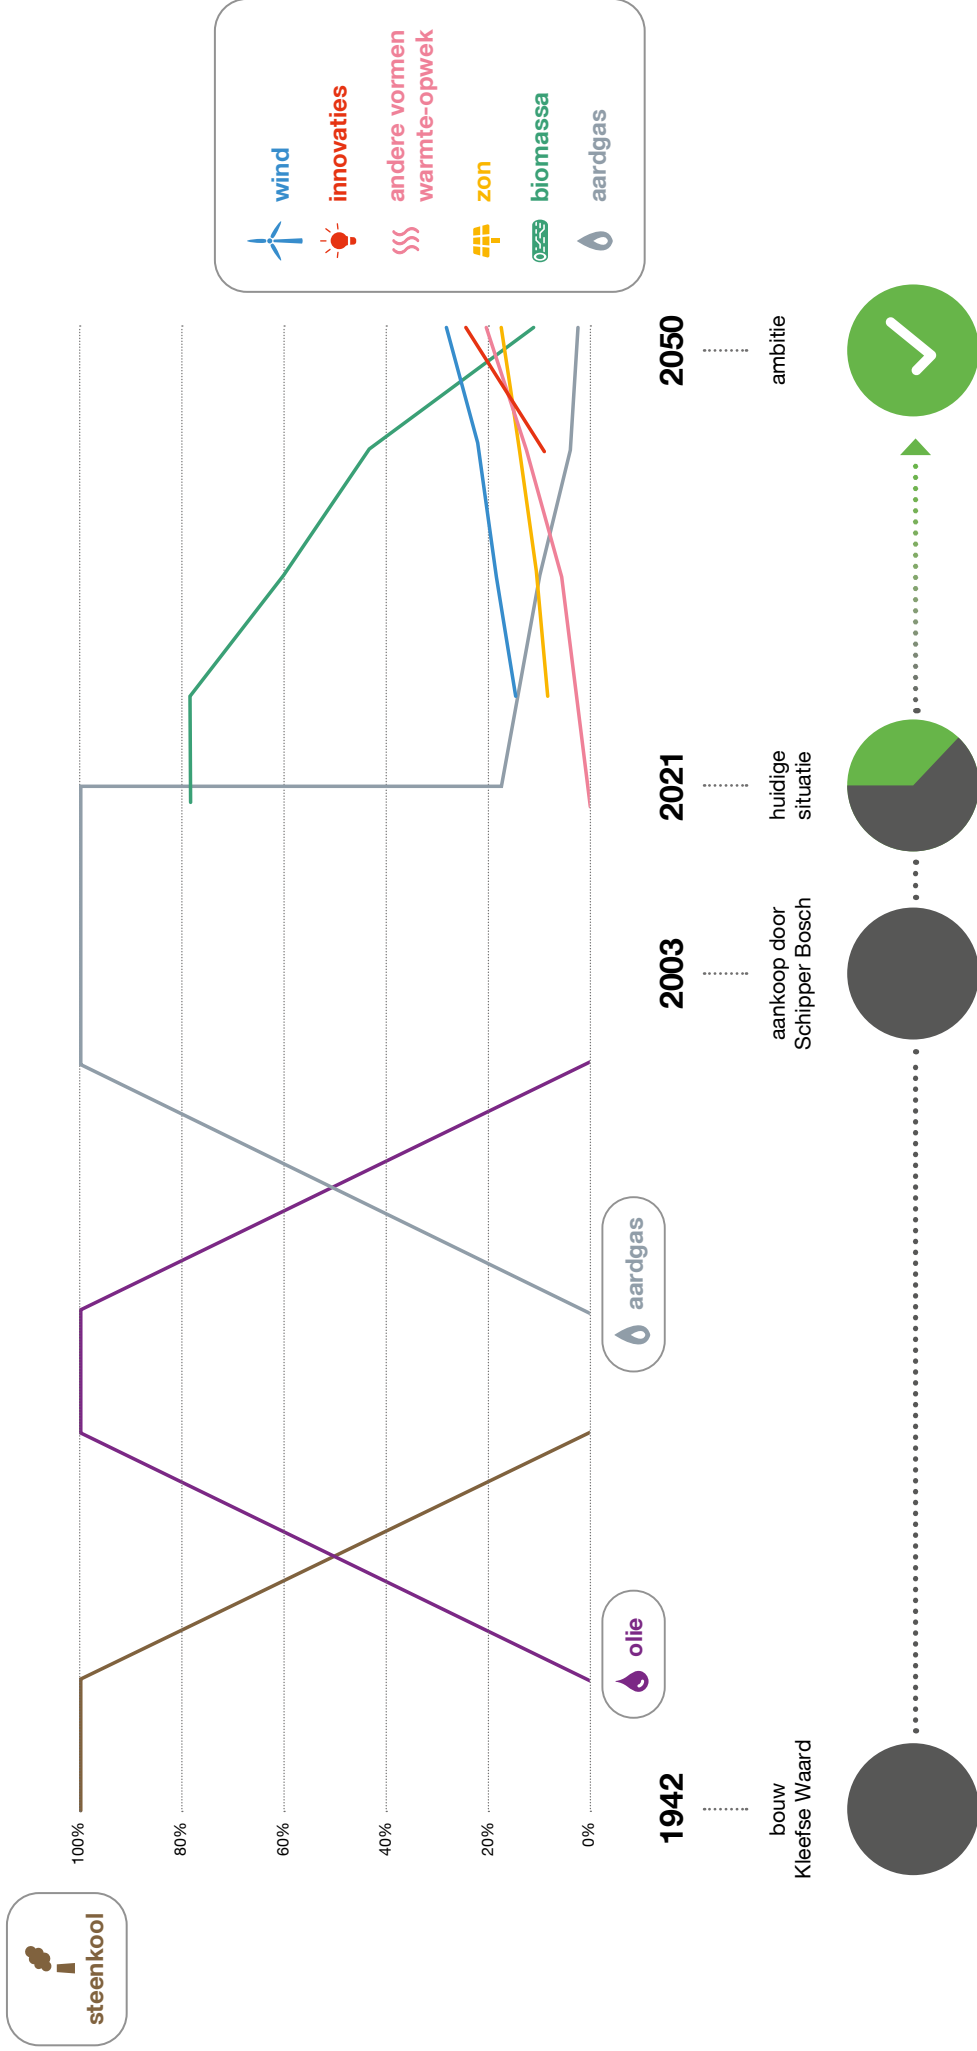 steenkool
100%
80%
60%
40%
20%
0%
olie
aardgas
wind
innovaties
andere vormen
warmte-opwek
zon
biomassa
aardgas
1942
bouw
Kleefse Waard
2003
aankoop door
Schipper Bosch
2021
huidige
situatie
2050
ambitie